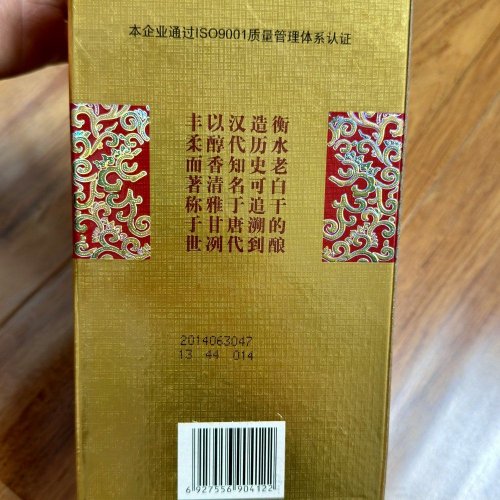 本企业通过ISO9001质量管理体系认证
衡水老白干的酿
造历史可追溯到
汉代知名于唐代
以醇香清雅甘冽
丰柔而著称于世
2014063047
13 44 014
6 927556 904122